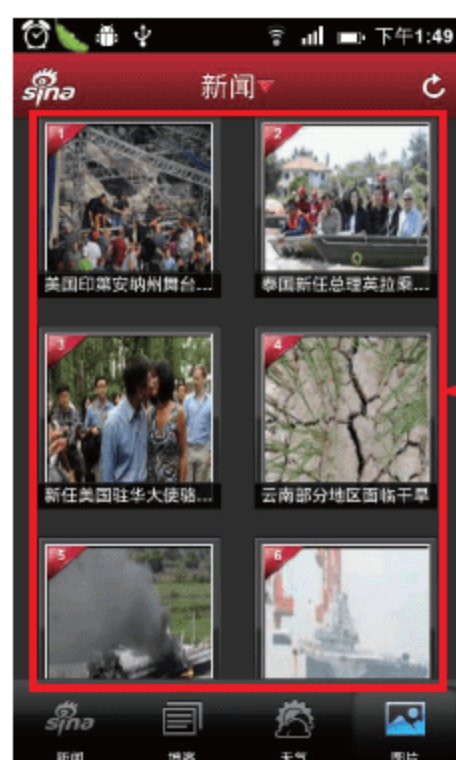 下午1:49
sina
新闻
1
2
美国印第安纳州舞台...
泰国新任总理英拉乘...
3
4
新任美国驻华大使骆...
云南部分地区面临干旱
5
6
sina
新闻
博客
天气
图片